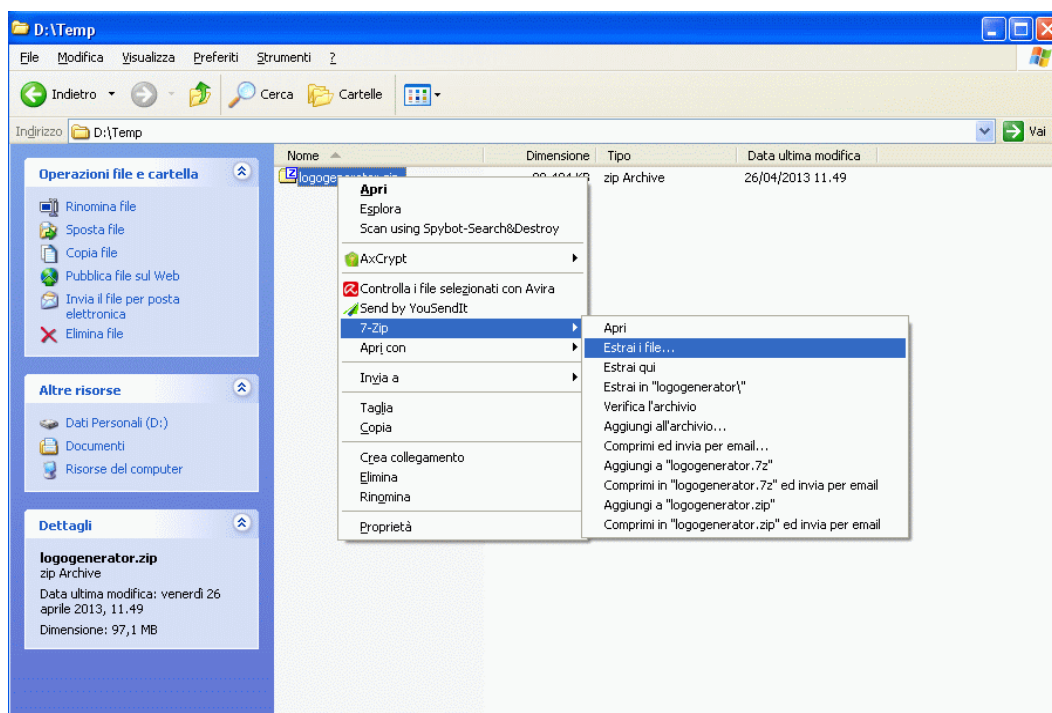 D:\Temp
File Modifica Visualizza Preferiti Strumenti ?
Indietro Cerca Cartelle
Indirizzo D:\Temp Vai
Nome Dimensione Tipo Data ultima modifica
zip Archive 26/04/2013 11.49
Operazioni file e cartella
Rinomina file
Sposta file
Copia file
Pubblica file sul Web
Invia il file per posta
elettronica
Elimina file
Altre risorse
Dati Personali (D:)
Documenti
Risorse del computer
Dettagli
logogenerator.zip
zip Archive
Data ultima modifica: venerdì 26
aprile 2013, 11.49
Dimensione: 97,1 MB
Apri
Esplora
Scan using Spybot-Search&Destroy
AxCrypt
Controlla i file selezionati con Avira
Send by YouSendIt
7-Zip
Apri con
Invia a
Taglia
Copia
Crea collegamento
Elimina
Rinomina
Proprietà
Apri
Estrai i file...
Estrai qui
Estrai in "logogenerator\"
Verifica l'archivio
Aggiungi all'archivio...
Comprimi ed invia per email...
Aggiungi a "logogenerator.7z"
Comprimi in "logogenerator.7z" ed invia per email
Aggiungi a "logogenerator.zip"
Comprimi in "logogenerator.zip" ed invia per email